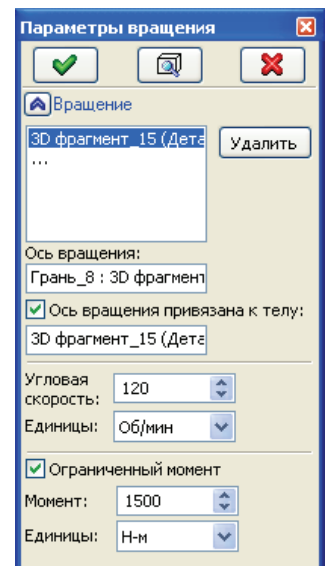 Параметры вращения
Вращение
3D фрагмент_15 (Дета
...
Удалить
Ось вращения:
Грань_8 : 3D фрагмент
Ось вращения привязана к телу:
3D фрагмент_15 (Дета
Угловая скорость: 120
Единицы: Об/мин
Ограниченный момент
Момент: 1500
Единицы: Н-м